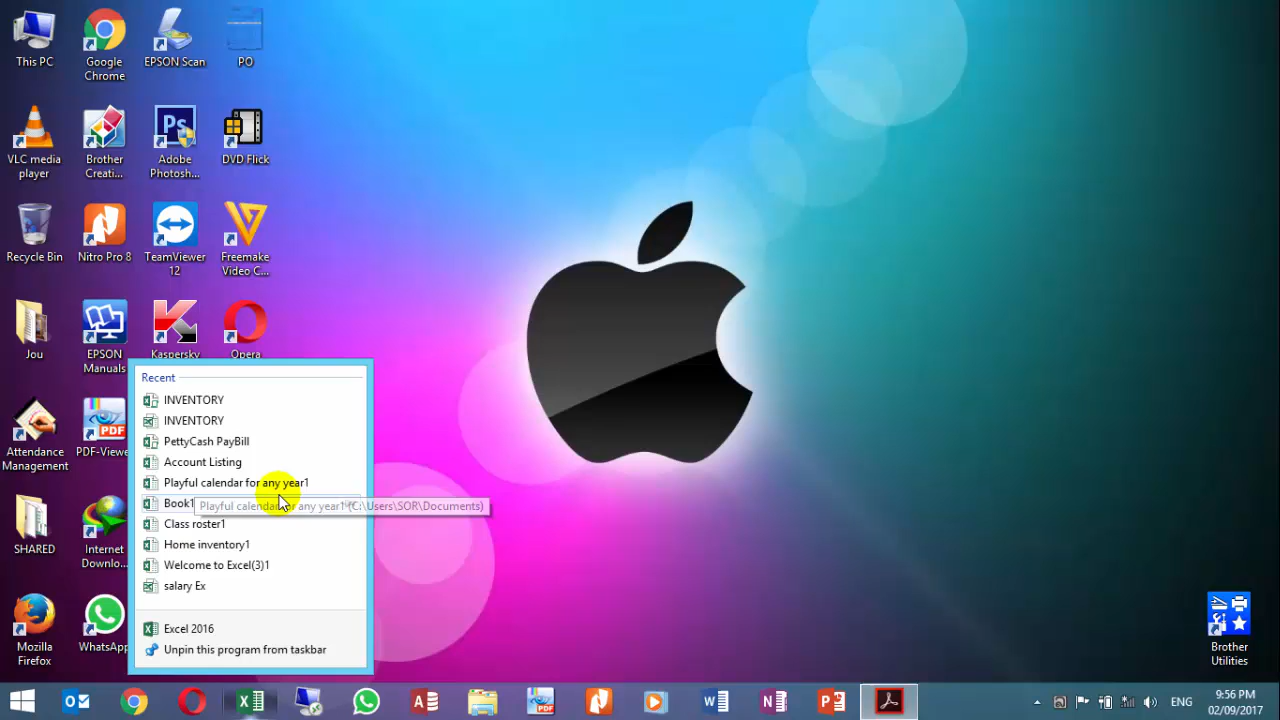 This PC
Google
Chrome
EPSON Scan
PO
VLC media
player
Brother
Creati...
Adobe
Photosh...
DVD Flick
Recycle Bin
Nitro Pro 8
TeamViewer
12
Freemake
Video C...
Jou
EPSON
Manuals
Kaspersky
Opera
Attendance
Management
PDF-Viewe
SHARED
Internet
Downlo...
Mozilla
Firefox
WhatsApp
Recent
INVENTORY
INVENTORY
PettyCash PayBill
Account Listing
Playful calendar for any year1
Book1
Playful calendar for any year1 (C:\Users\SOR\Documents)
Class roster1
Home inventory1
Welcome to Excel(3)1
salary Ex
Excel 2016
Unpin this program from taskbar
Brother
Utilities
ENG
9:56 PM
02/09/2017